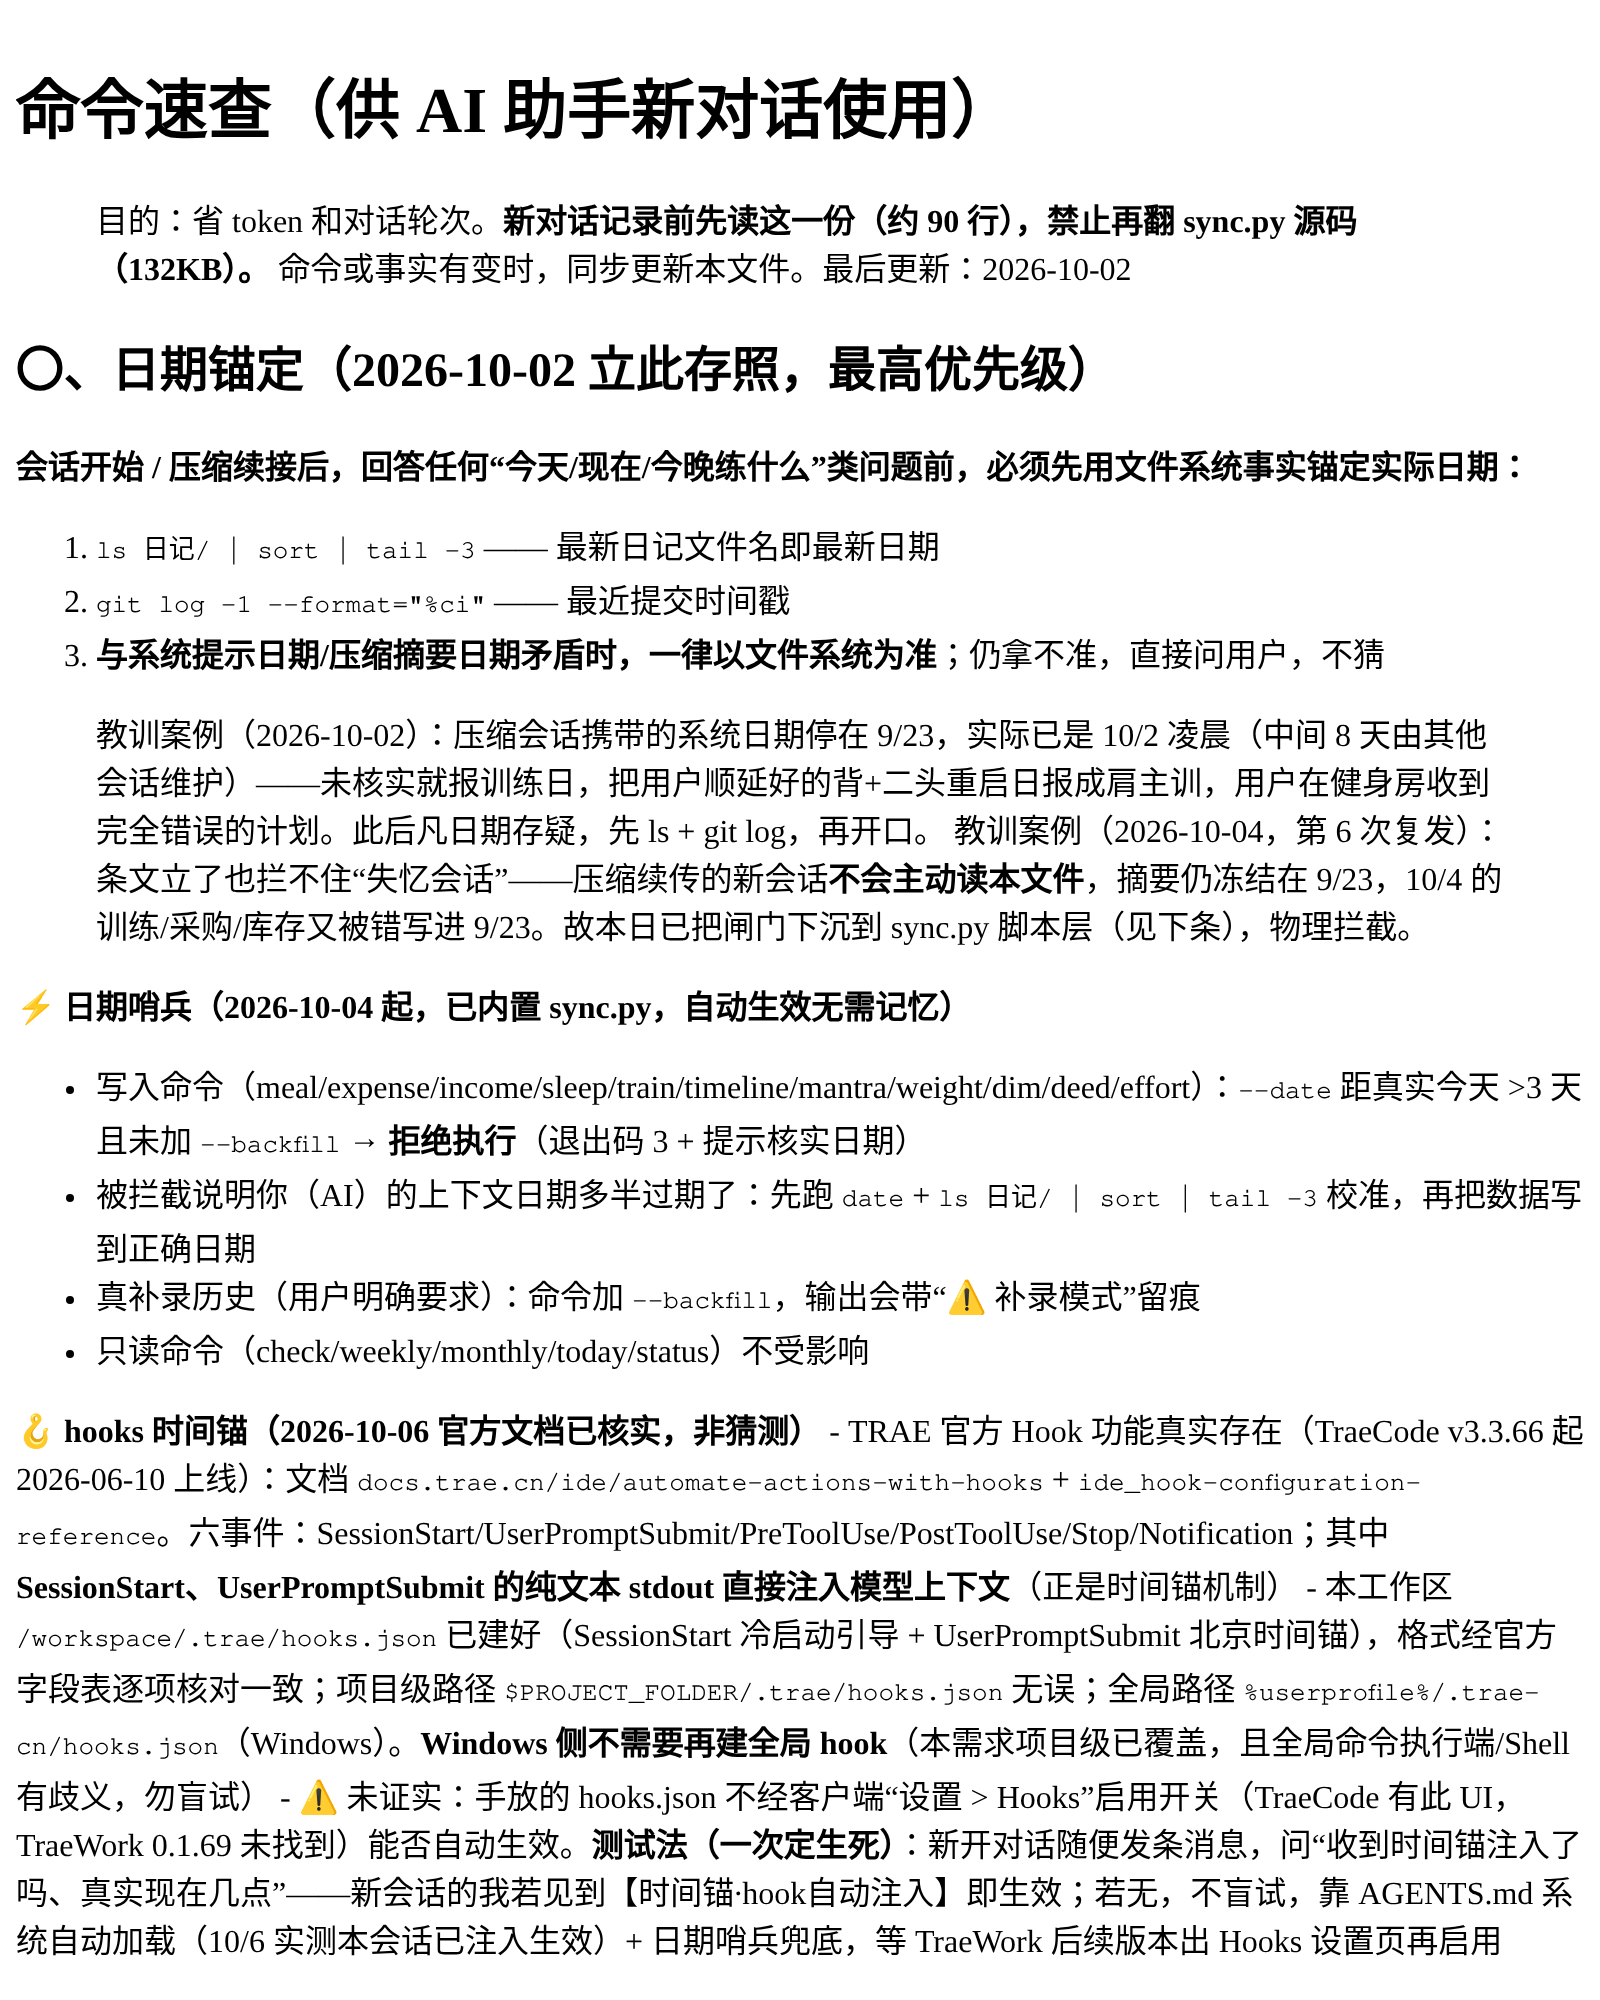 命令速查（供 AI 助手新对话使用）
目的：省 token 和对话轮次。新对话记录前先读这一份（约 90 行），禁止再翻 sync.py 源码
（132KB）。 命令或事实有变时，同步更新本文件。最后更新：2026-10-02
〇、日期锚定（2026-10-02 立此存照，最高优先级）
会话开始 / 压缩续接后，回答任何“今天/现在/今晚练什么”类问题前，必须先用文件系统事实锚定实际日期：
1. ls 日记/ | sort | tail -3 —— 最新日记文件名即最新日期
2. git log -1 --format="%ci" —— 最近提交时间戳
3. 与系统提示日期/压缩摘要日期矛盾时，一律以文件系统为准；仍拿不准，直接问用户，不猜
教训案例（2026-10-02）：压缩会话携带的系统日期停在 9/23，实际已是 10/2 凌晨（中间 8 天由其他
会话维护）——未核实就报训练日，把用户顺延好的背+二头重启日报成肩主训，用户在健身房收到
完全错误的计划。此后凡日期存疑，先 ls + git log，再开口。 教训案例（2026-10-04，第 6 次复发）：
条文立了也拦不住“失忆会话”——压缩续传的新会话不会主动读本文件，摘要仍冻结在 9/23，10/4 的
训练/采购/库存又被错写进 9/23。故本日已把闸门下沉到 sync.py 脚本层（见下条），物理拦截。
⚡ 日期哨兵（2026-10-04 起，已内置 sync.py，自动生效无需记忆）
• 写入命令（meal/expense/income/sleep/train/timeline/mantra/weight/dim/deed/effort）：--date 距真实今天 >3 天
且未加 --backfill → 拒绝执行（退出码 3 + 提示核实日期）
• 被拦截说明你（AI）的上下文日期多半过期了：先跑 date + ls 日记/ | sort | tail -3 校准，再把数据写
到正确日期
• 真补录历史（用户明确要求）：命令加 --backfill，输出会带“⚠️ 补录模式”留痕
• 只读命令（check/weekly/monthly/today/status）不受影响
🪝 hooks 时间锚（2026-10-06 官方文档已核实，非猜测） - TRAE 官方 Hook 功能真实存在（TraeCode v3.3.66 起
2026-06-10 上线）：文档 docs.trae.cn/ide/automate-actions-with-hooks + ide_hook-configuration-
reference。六事件：SessionStart/UserPromptSubmit/PreToolUse/PostToolUse/Stop/Notification；其中
SessionStart、UserPromptSubmit 的纯文本 stdout 直接注入模型上下文（正是时间锚机制） - 本工作区
/workspace/.trae/hooks.json 已建好（SessionStart 冷启动引导 + UserPromptSubmit 北京时间锚），格式经官方
字段表逐项核对一致；项目级路径 $PROJECT_FOLDER/.trae/hooks.json 无误；全局路径 %userprofile%/.trae-
cn/hooks.json（Windows）。Windows 侧不需要再建全局 hook（本需求项目级已覆盖，且全局命令执行端/Shell
有歧义，勿盲试） - ⚠️ 未证实：手放的 hooks.json 不经客户端“设置 > Hooks”启用开关（TraeCode 有此 UI，
TraeWork 0.1.69 未找到）能否自动生效。测试法（一次定生死）：新开对话随便发条消息，问“收到时间锚注入了
吗、真实现在几点”——新会话的我若见到【时间锚·hook自动注入】即生效；若无，不盲试，靠 AGENTS.md 系
统自动加载（10/6 实测本会话已注入生效）+ 日期哨兵兜底，等 TraeWork 后续版本出 Hooks 设置页再启用